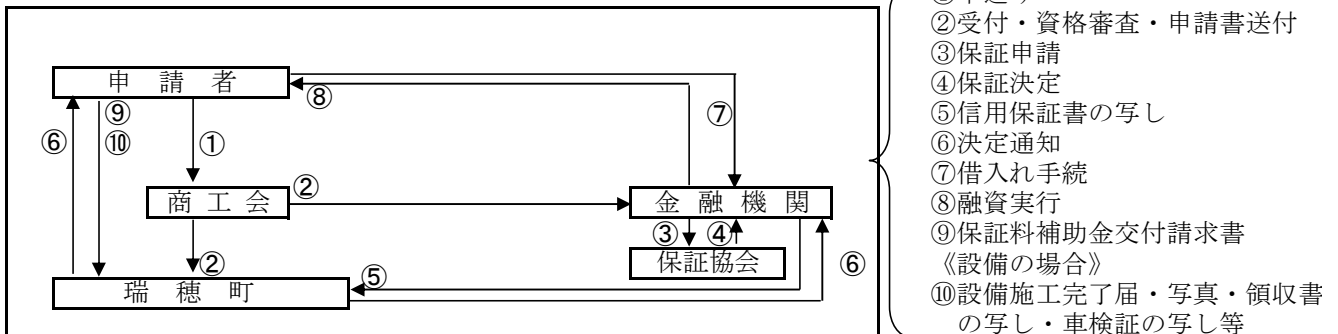 ②受付・資格審査・申請書送付
③保証申請
④保証決定
⑤信用保証書の写し
⑥決定通知
⑦借入れ手続
⑧融資実行
⑨保証料補助金交付請求書
《設備の場合》
⑩設備施工完了届・写真・領収書
の写し・車検証の写し等
申請者
⑧
⑨
⑦
⑥
⑩
①
商工会
②
金融機関
③
④
保証協会
②
⑤
⑥
瑞穂町